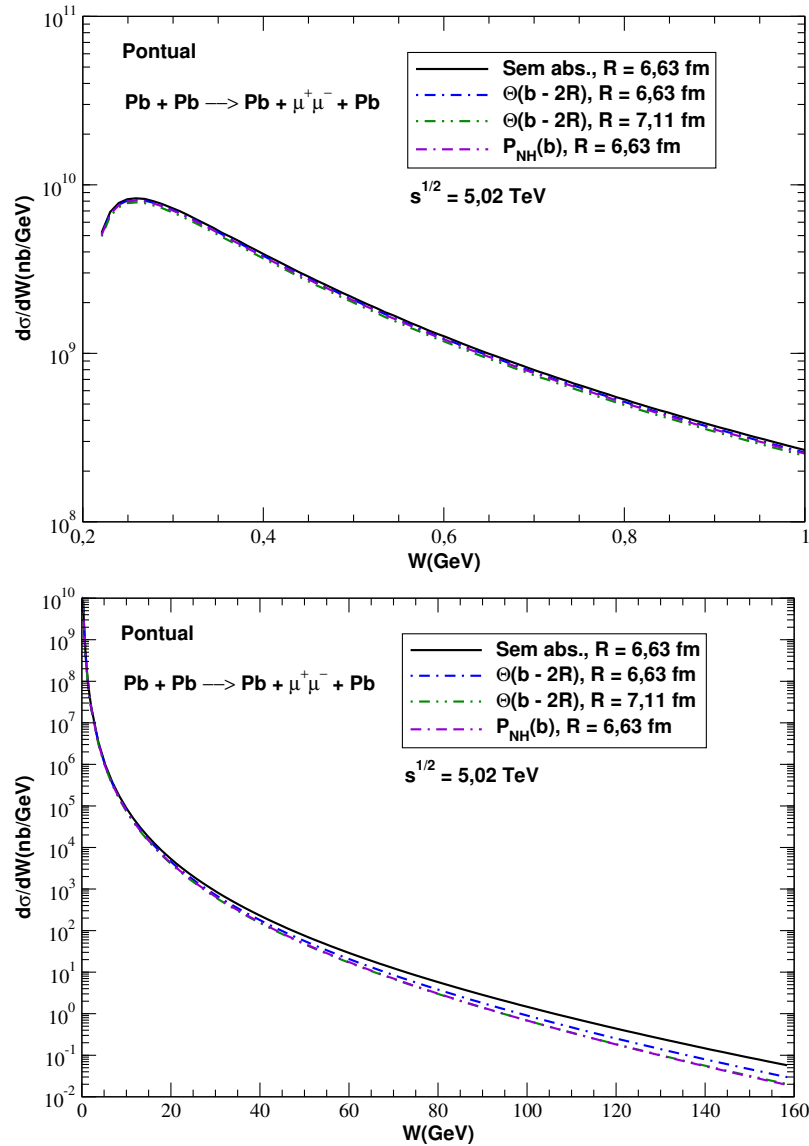 10^11
Pontual
Pb + Pb —> Pb + μ^+μ^- + Pb
Sem abs., R = 6,63 fm
Θ(b - 2R), R = 6,63 fm
Θ(b - 2R), R = 7,11 fm
P_NH(b), R = 6,63 fm
s^1/2 = 5,02 TeV
dσ/dW(nb/GeV)
10^10
10^9
10^8
0,2 0,4 0,6 0,8 1
W(GeV)
10^10
10^9
10^8
10^7
10^6
10^5
10^4
10^3
10^2
10^1
10^0
10^-1
10^-2
Pontual
Pb + Pb —> Pb + μ^+μ^- + Pb
Sem abs., R = 6,63 fm
Θ(b - 2R), R = 6,63 fm
Θ(b - 2R), R = 7,11 fm
P_NH(b), R = 6,63 fm
s^1/2 = 5,02 TeV
dσ/dW(nb/GeV)
0 20 40 60 80 100 120 140 160
W(GeV)